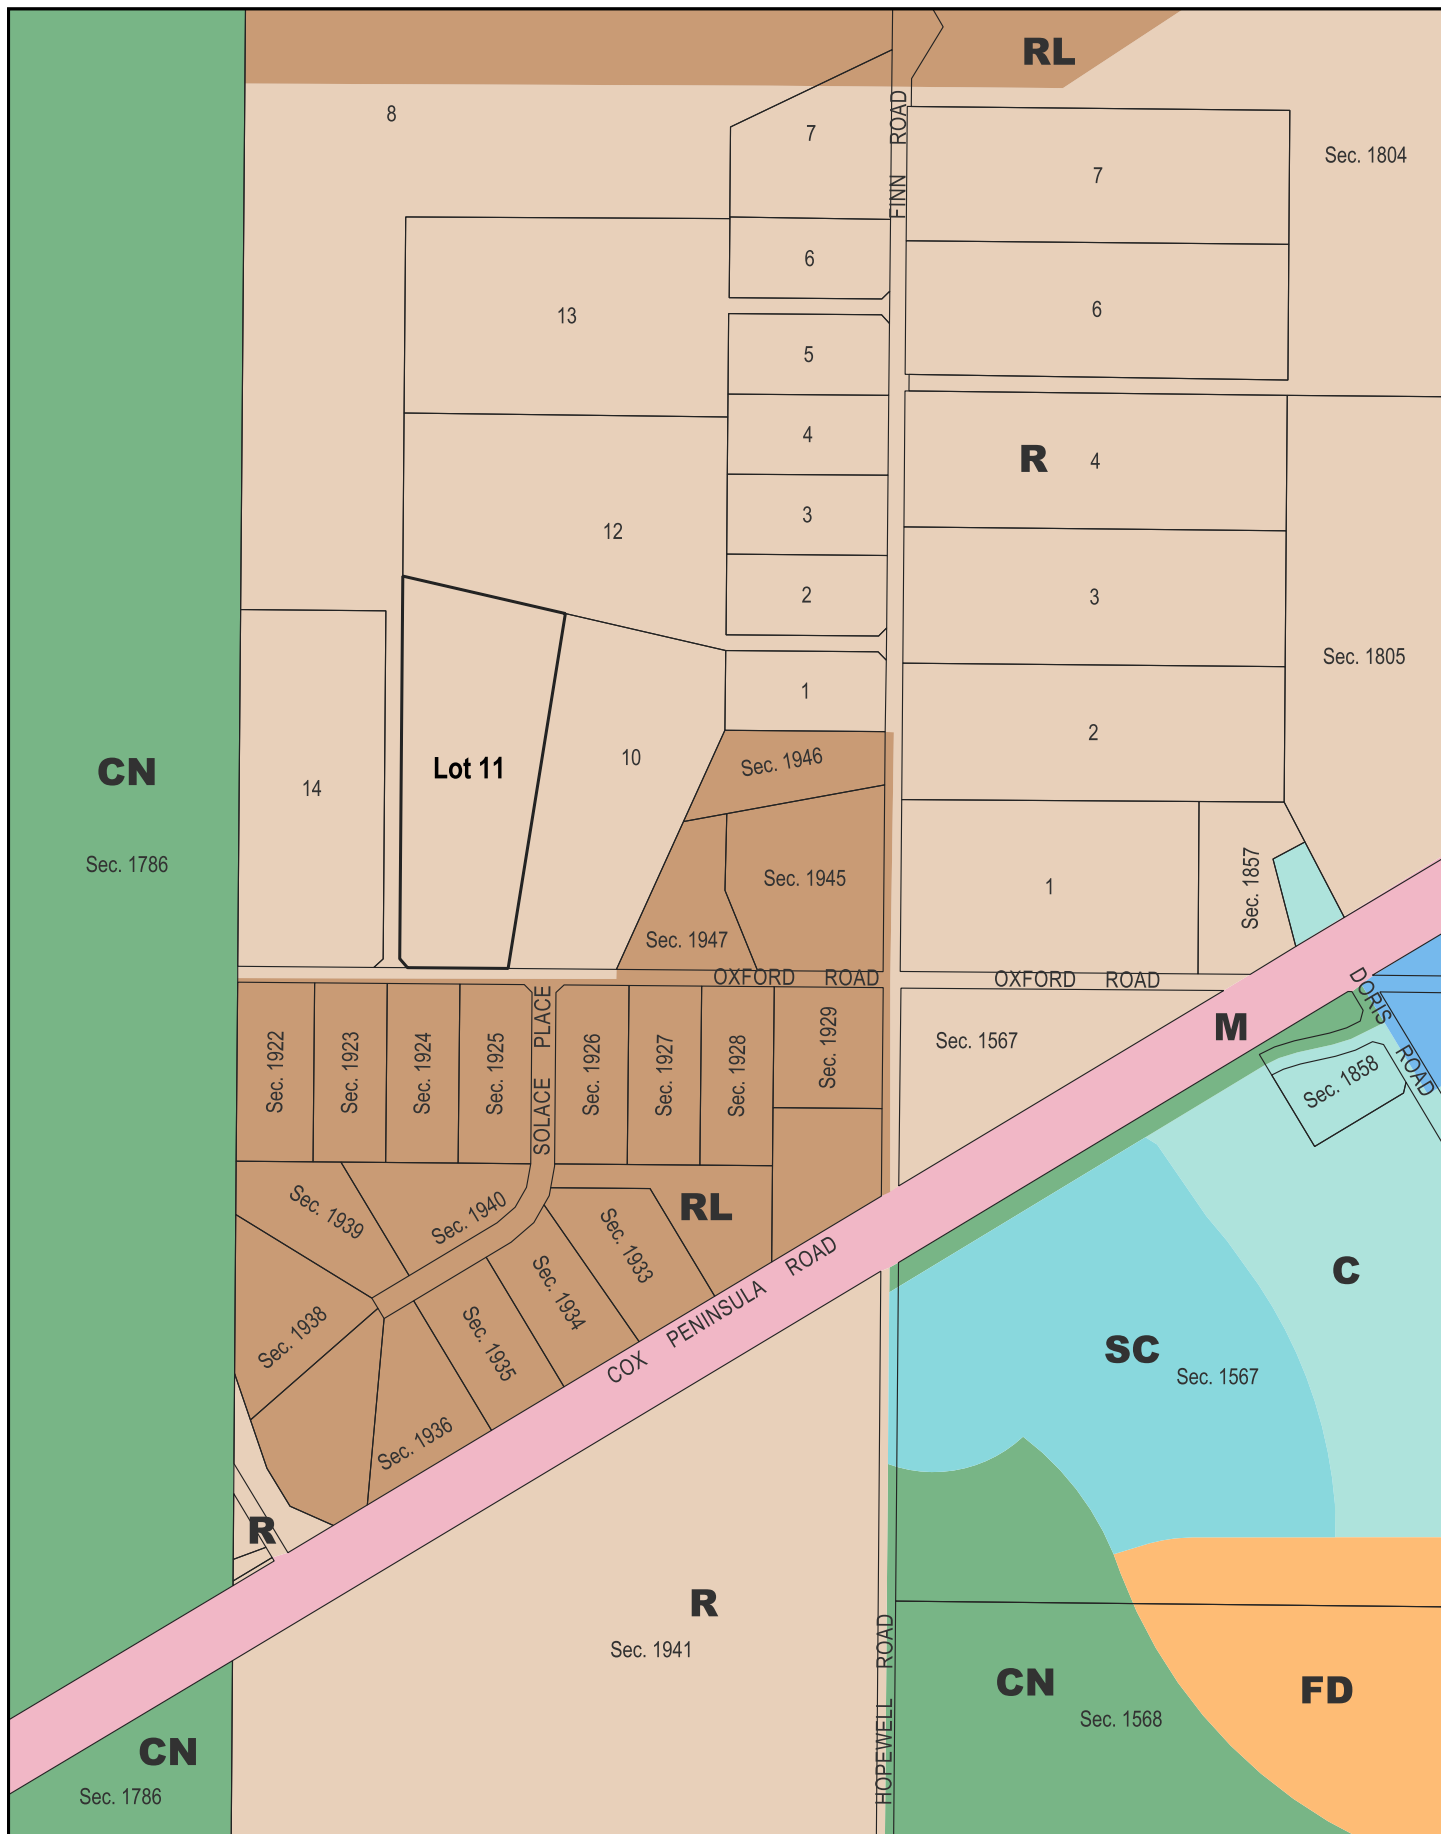 RL
8
7
FINN ROAD
7
Sec. 1804
6
13
6
5
4
R
4
3
12
2
3
Sec. 1805
1
2
Sec. 1946
10
Lot 11
CN
14
Sec. 1786
Sec. 1945
1
Sec. 1857
Sec. 1947
OXFORD ROAD
OXFORD ROAD
DORIS ROAD
M
Sec. 1922
Sec. 1923
Sec. 1924
Sec. 1925
SOLACE PLACE
Sec. 1926
Sec. 1927
Sec. 1928
Sec. 1929
Sec. 1567
Sec. 1858
Sec. 1939
Sec. 1940
RL
Sec. 1933
Sec. 1934
Sec. 1935
Sec. 1938
COX PENINSULA ROAD
C
SC
Sec. 1567
Sec. 1936
R
R
Sec. 1941
HOPEWELL ROAD
CN
Sec. 1568
FD
CN
Sec. 1786